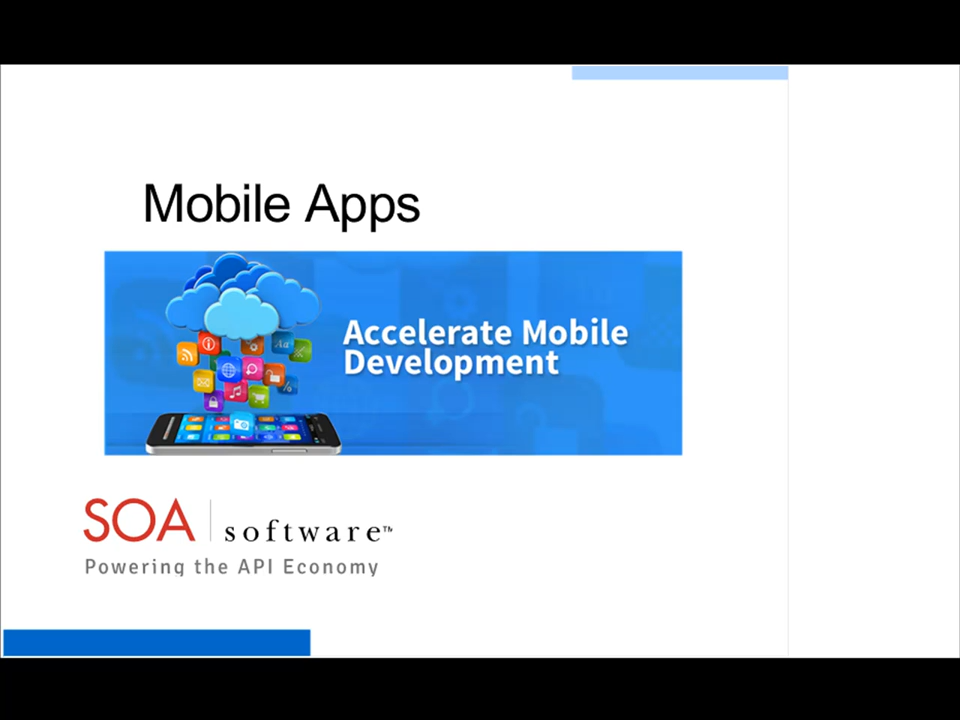 Mobile Apps
Accelerate Mobile
Development
SOA software™
Powering the API Economy